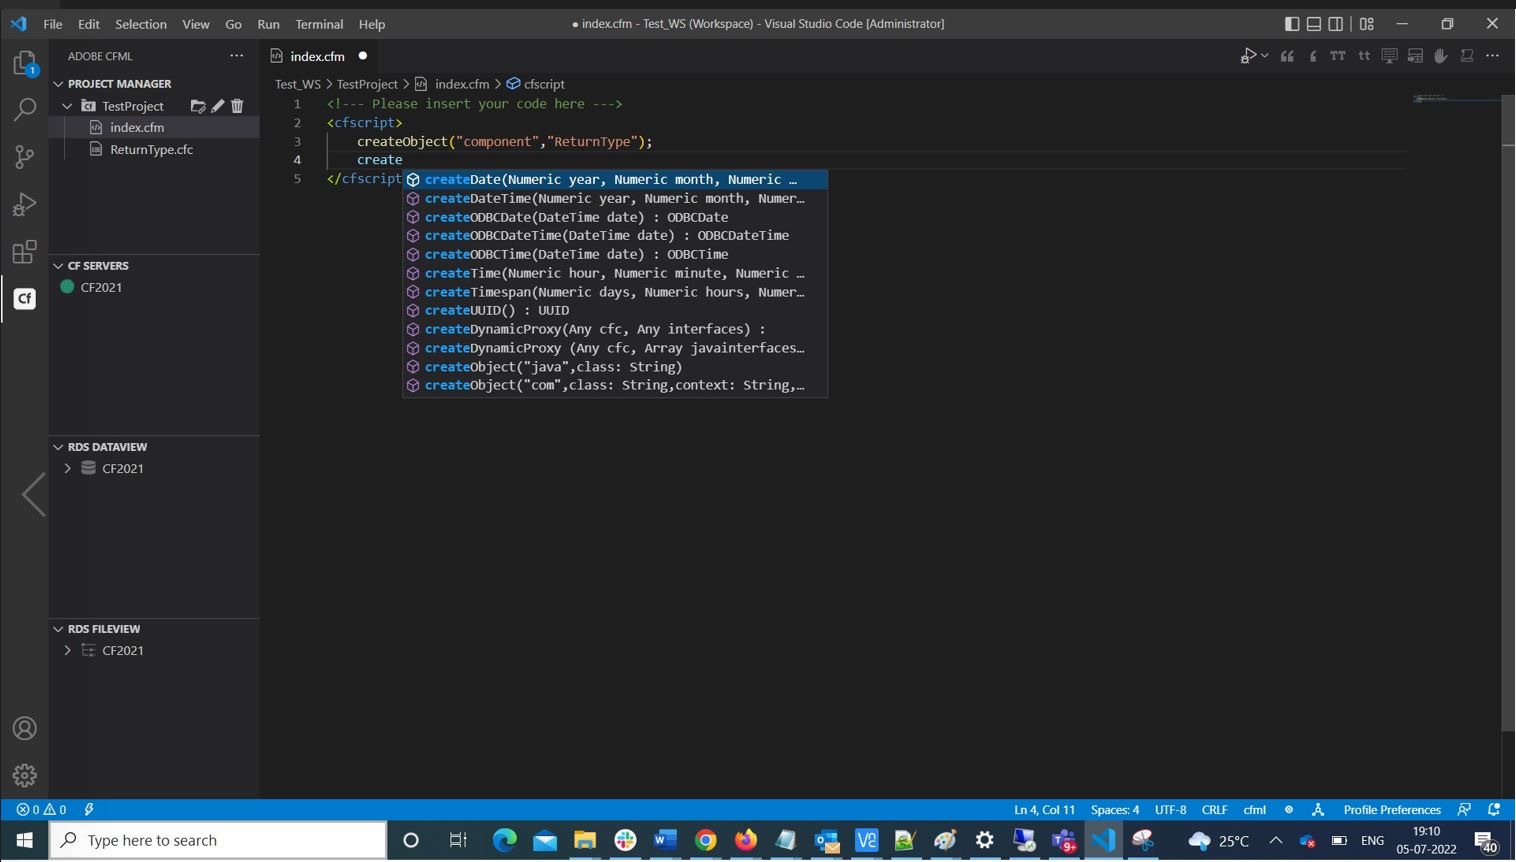 File Edit Selection View Go Run Terminal Help
● index.cfm - Test_WS (Workspace) - Visual Studio Code [Administrator]
1
ADOBE CFML
index.cfm
TT tt
PROJECT MANAGER
TestProject
index.cfm
ReturnType.cfc
Test_WS > TestProject > index.cfm > cfscript
1 <!--- Please insert your code here --->
2 <cfscript>
3 createObject("component","ReturnType");
4 create
5 </cfscript
createDate(Numeric year, Numeric month, Numeric …
createDateTime(Numeric year, Numeric month, Numer…
createODBCDate(DateTime date) : ODBCDate
createODBCDateTime(DateTime date) : ODBCDateTime
createODBCTime(DateTime date) : ODBCTime
createTime(Numeric hour, Numeric minute, Numeric …
createTimespan(Numeric days, Numeric hours, Numer…
createUUID() : UUID
createDynamicProxy(Any cfc, Any interfaces) :
createDynamicProxy (Any cfc, Array javainterfaces…
createObject("java",class: String)
createObject("com",class: String,context: String,…
CF SERVERS
CF2021
Cf
RDS DATAVIEW
CF2021
RDS FILEVIEW
CF2021
0 0
Ln 4, Col 11 Spaces: 4 UTF-8 CRLF cfml Profile Preferences
Type here to search
9+
25°C
ENG
19:10
05-07-2022
40